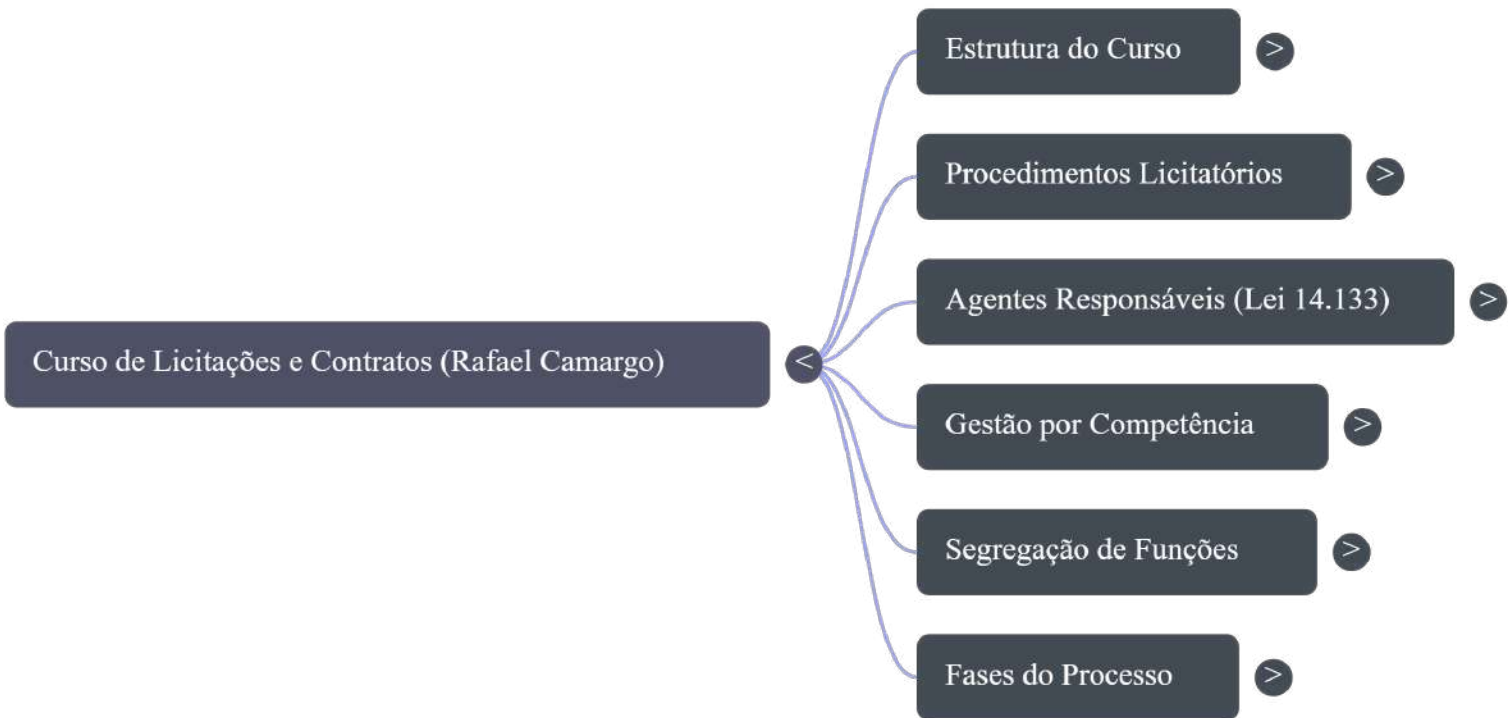 Estrutura do Curso
>
Procedimentos Licitatórios
>
Agentes Responsáveis (Lei 14.133)
>
Curso de Licitações e Contratos (Rafael Camargo)
<
Gestão por Competência
>
Segregação de Funções
>
Fases do Processo
>